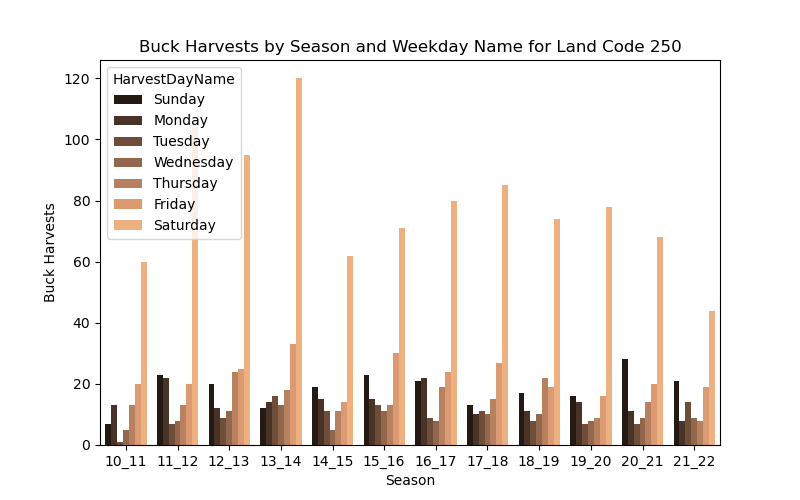 Buck Harvests by Season and Weekday Name for Land Code 250
HarvestDayName
Sunday
Monday
Tuesday
Wednesday
Thursday
Friday
Saturday
120
100
80
60
40
20
0
Buck Harvests
10_11 11_12 12_13 13_14 14_15 15_16 16_17 17_18 18_19 19_20 20_21 21_22
Season